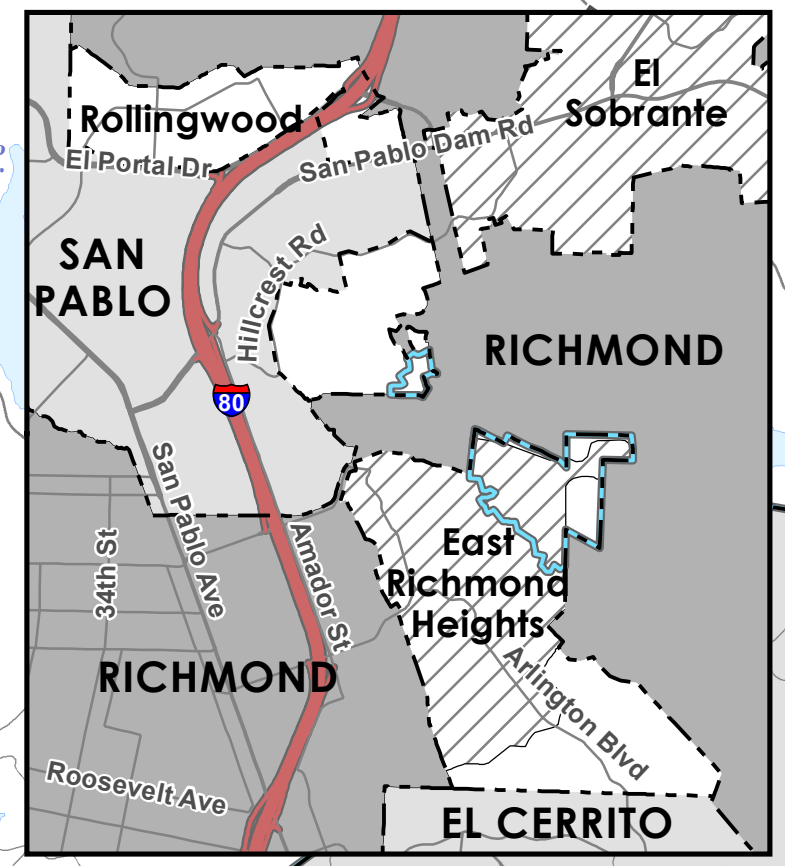 El
Sobrante
Rollingwood
San Pablo Dam Rd
El Portal Dr
SAN
PABLO
Hillcrest Rd
RICHMOND
80
San Pablo Ave
34th St
Amador St
East
Richmond
Heights
RICHMOND
Arlington Blvd
Roosevelt Ave
EL CERRITO